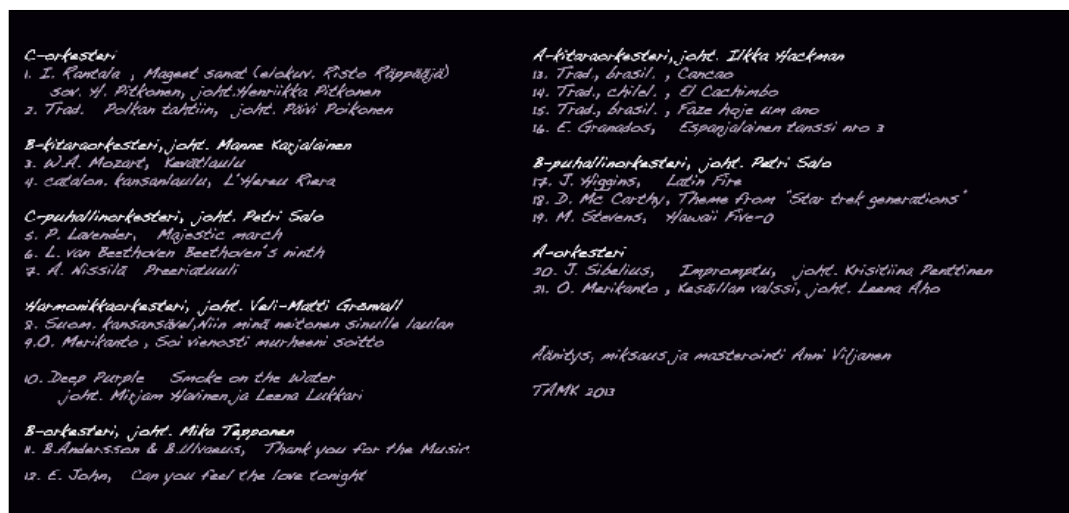 C-orkesteri
1. I. Rantala , Mageet sanat (elokuv. Risto Räppääjä)
sov. H. Pitkonen, joht.Henriikka Pitkonen
2. Trad. Polkan tahtiin, joht. Päivi Poikonen
B-kitaraorkesteri, joht. Manne Karjalainen
3. W.A. Mozart, Kevätlaulu
4. catalon. kansanlaulu, L'Hereu Riera
C-puhallinorkesteri, joht. Petri Salo
5. P. Lavender, Majestic march
6. L. van Beethoven Beethoven's ninth
7. A. Nissilä Preeriatuuli
Harmonikkaorkesteri, joht. Veli-Matti Grönvall
8. Suom. kansansävel,Niin minä neitonen sinulle laulan
9.O. Merikanto , Soi vienosti murheeni soitto
10. Deep Purple Smoke on the Water
joht. Mirjam Havinen ja Leena Lukkari
B-orkesteri, joht. Mika Tepponen
11. B.Andersson & B.Ulvaeus, Thank you for the Music
12. E. John, Can you feel the love tonight
A-kitaraorkesteri, joht. Ilkka Hackman
13. Trad., brasil. , Cancao
14. Trad., chilel. , El Cachimbo
15. Trad., brasil. , Faze hoje um ano
16. E. Granados, Espanjalainen tanssi nro 3
B-puhallinorkesteri, joht. Petri Salo
17. J. Higgins, Latin Fire
18. D. Mc Carthy, Theme from "Star trek generations"
19. M. Stevens, Hawaii Five-O
A-orkesteri
20. J. Sibelius, Impromptu, joht. Krisitiina Penttinen
21. O. Merikanto , Kesäillan valssi, joht. Leena Aho
Äänitys, miksaus ja masterointi Anni Viljanen
TAMK 2013